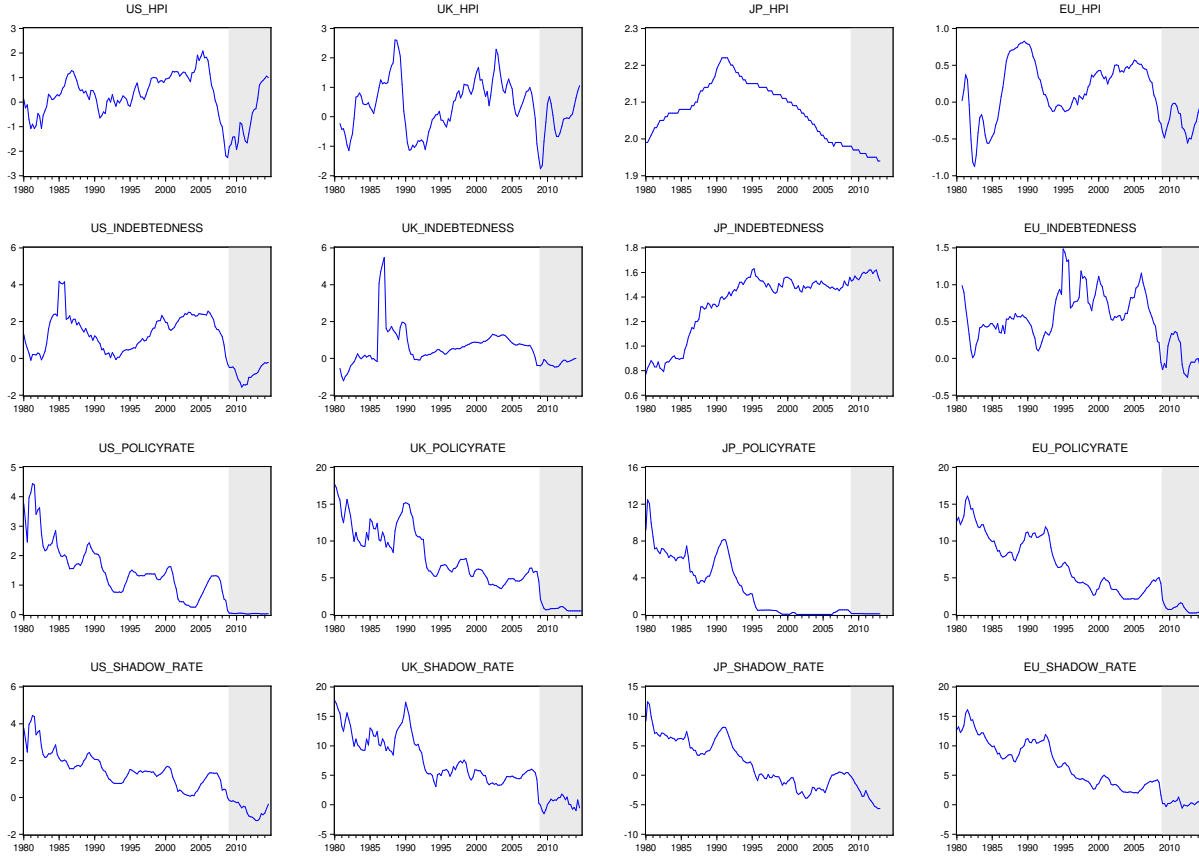 US_HPI
3
2
1
0
-1
-2
-3
1980 1985 1990 1995 2000 2005 2010
UK_HPI
3
2
1
0
-1
-2
1980 1985 1990 1995 2000 2005 2010
JP_HPI
2.3
2.2
2.1
2.0
1.9
1980 1985 1990 1995 2000 2005 2010
EU_HPI
1.0
0.5
0.0
-0.5
-1.0
1980 1985 1990 1995 2000 2005 2010
US_INDEBTEDNESS
6
4
2
0
-2
1980 1985 1990 1995 2000 2005 2010
UK_INDEBTEDNESS
6
4
2
0
-2
1980 1985 1990 1995 2000 2005 2010
JP_INDEBTEDNESS
1.8
1.6
1.4
1.2
1.0
0.8
0.6
1980 1985 1990 1995 2000 2005 2010
EU_INDEBTEDNESS
1.5
1.0
0.5
0.0
-0.5
1980 1985 1990 1995 2000 2005 2010
US_POLICYRATE
5
4
3
2
1
0
1980 1985 1990 1995 2000 2005 2010
UK_POLICYRATE
20
15
10
5
0
1980 1985 1990 1995 2000 2005 2010
JP_POLICYRATE
16
12
8
4
0
1980 1985 1990 1995 2000 2005 2010
EU_POLICYRATE
20
15
10
5
0
1980 1985 1990 1995 2000 2005 2010
US_SHADOW_RATE
6
4
2
0
-2
1980 1985 1990 1995 2000 2005 2010
UK_SHADOW_RATE
20
15
10
5
0
-5
1980 1985 1990 1995 2000 2005 2010
JP_SHADOW_RATE
15
10
5
0
-5
-10
1980 1985 1990 1995 2000 2005 2010
EU_SHADOW_RATE
20
15
10
5
0
-5
1980 1985 1990 1995 2000 2005 2010